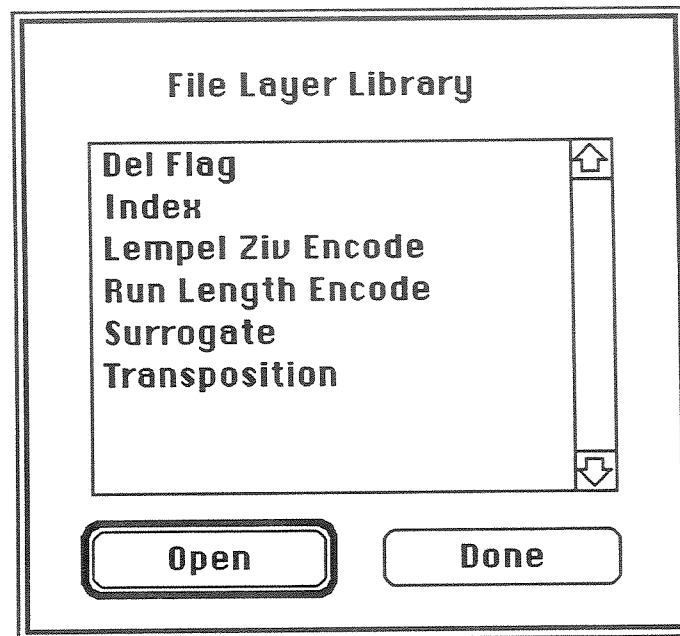 File Layer Library
Del Flag
Index
Lempel Ziv Encode
Run Length Encode
Surrogate
Transposition
Open
Done